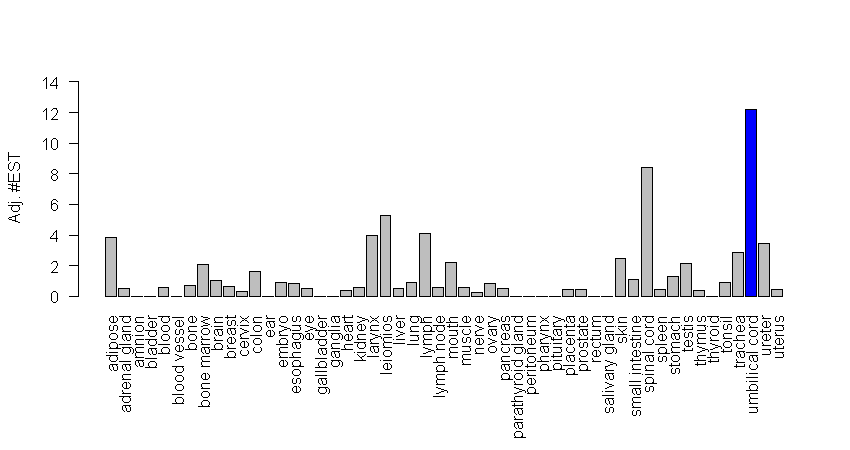 Adj. #EST
14
12
10
8
6
4
2
0
adipose
adrenal gland
amnion
bladder
blood
blood vessel
bone
bone marrow
brain
breast
cervix
colon
ear
embryo
esophagus
eye
gallbladder
ganglia
heart
kidney
larynx
leiomios
liver
lung
lymph
lymph node
mouth
muscle
nerve
ovary
pancreas
parathyroid gland
peritoneum
pharynx
pituitary
placenta
prostate
rectum
salivary gland
skin
small intestine
spinal cord
spleen
stomach
testis
thymus
thyroid
tonsil
trachea
umbilical cord
ureter
uterus